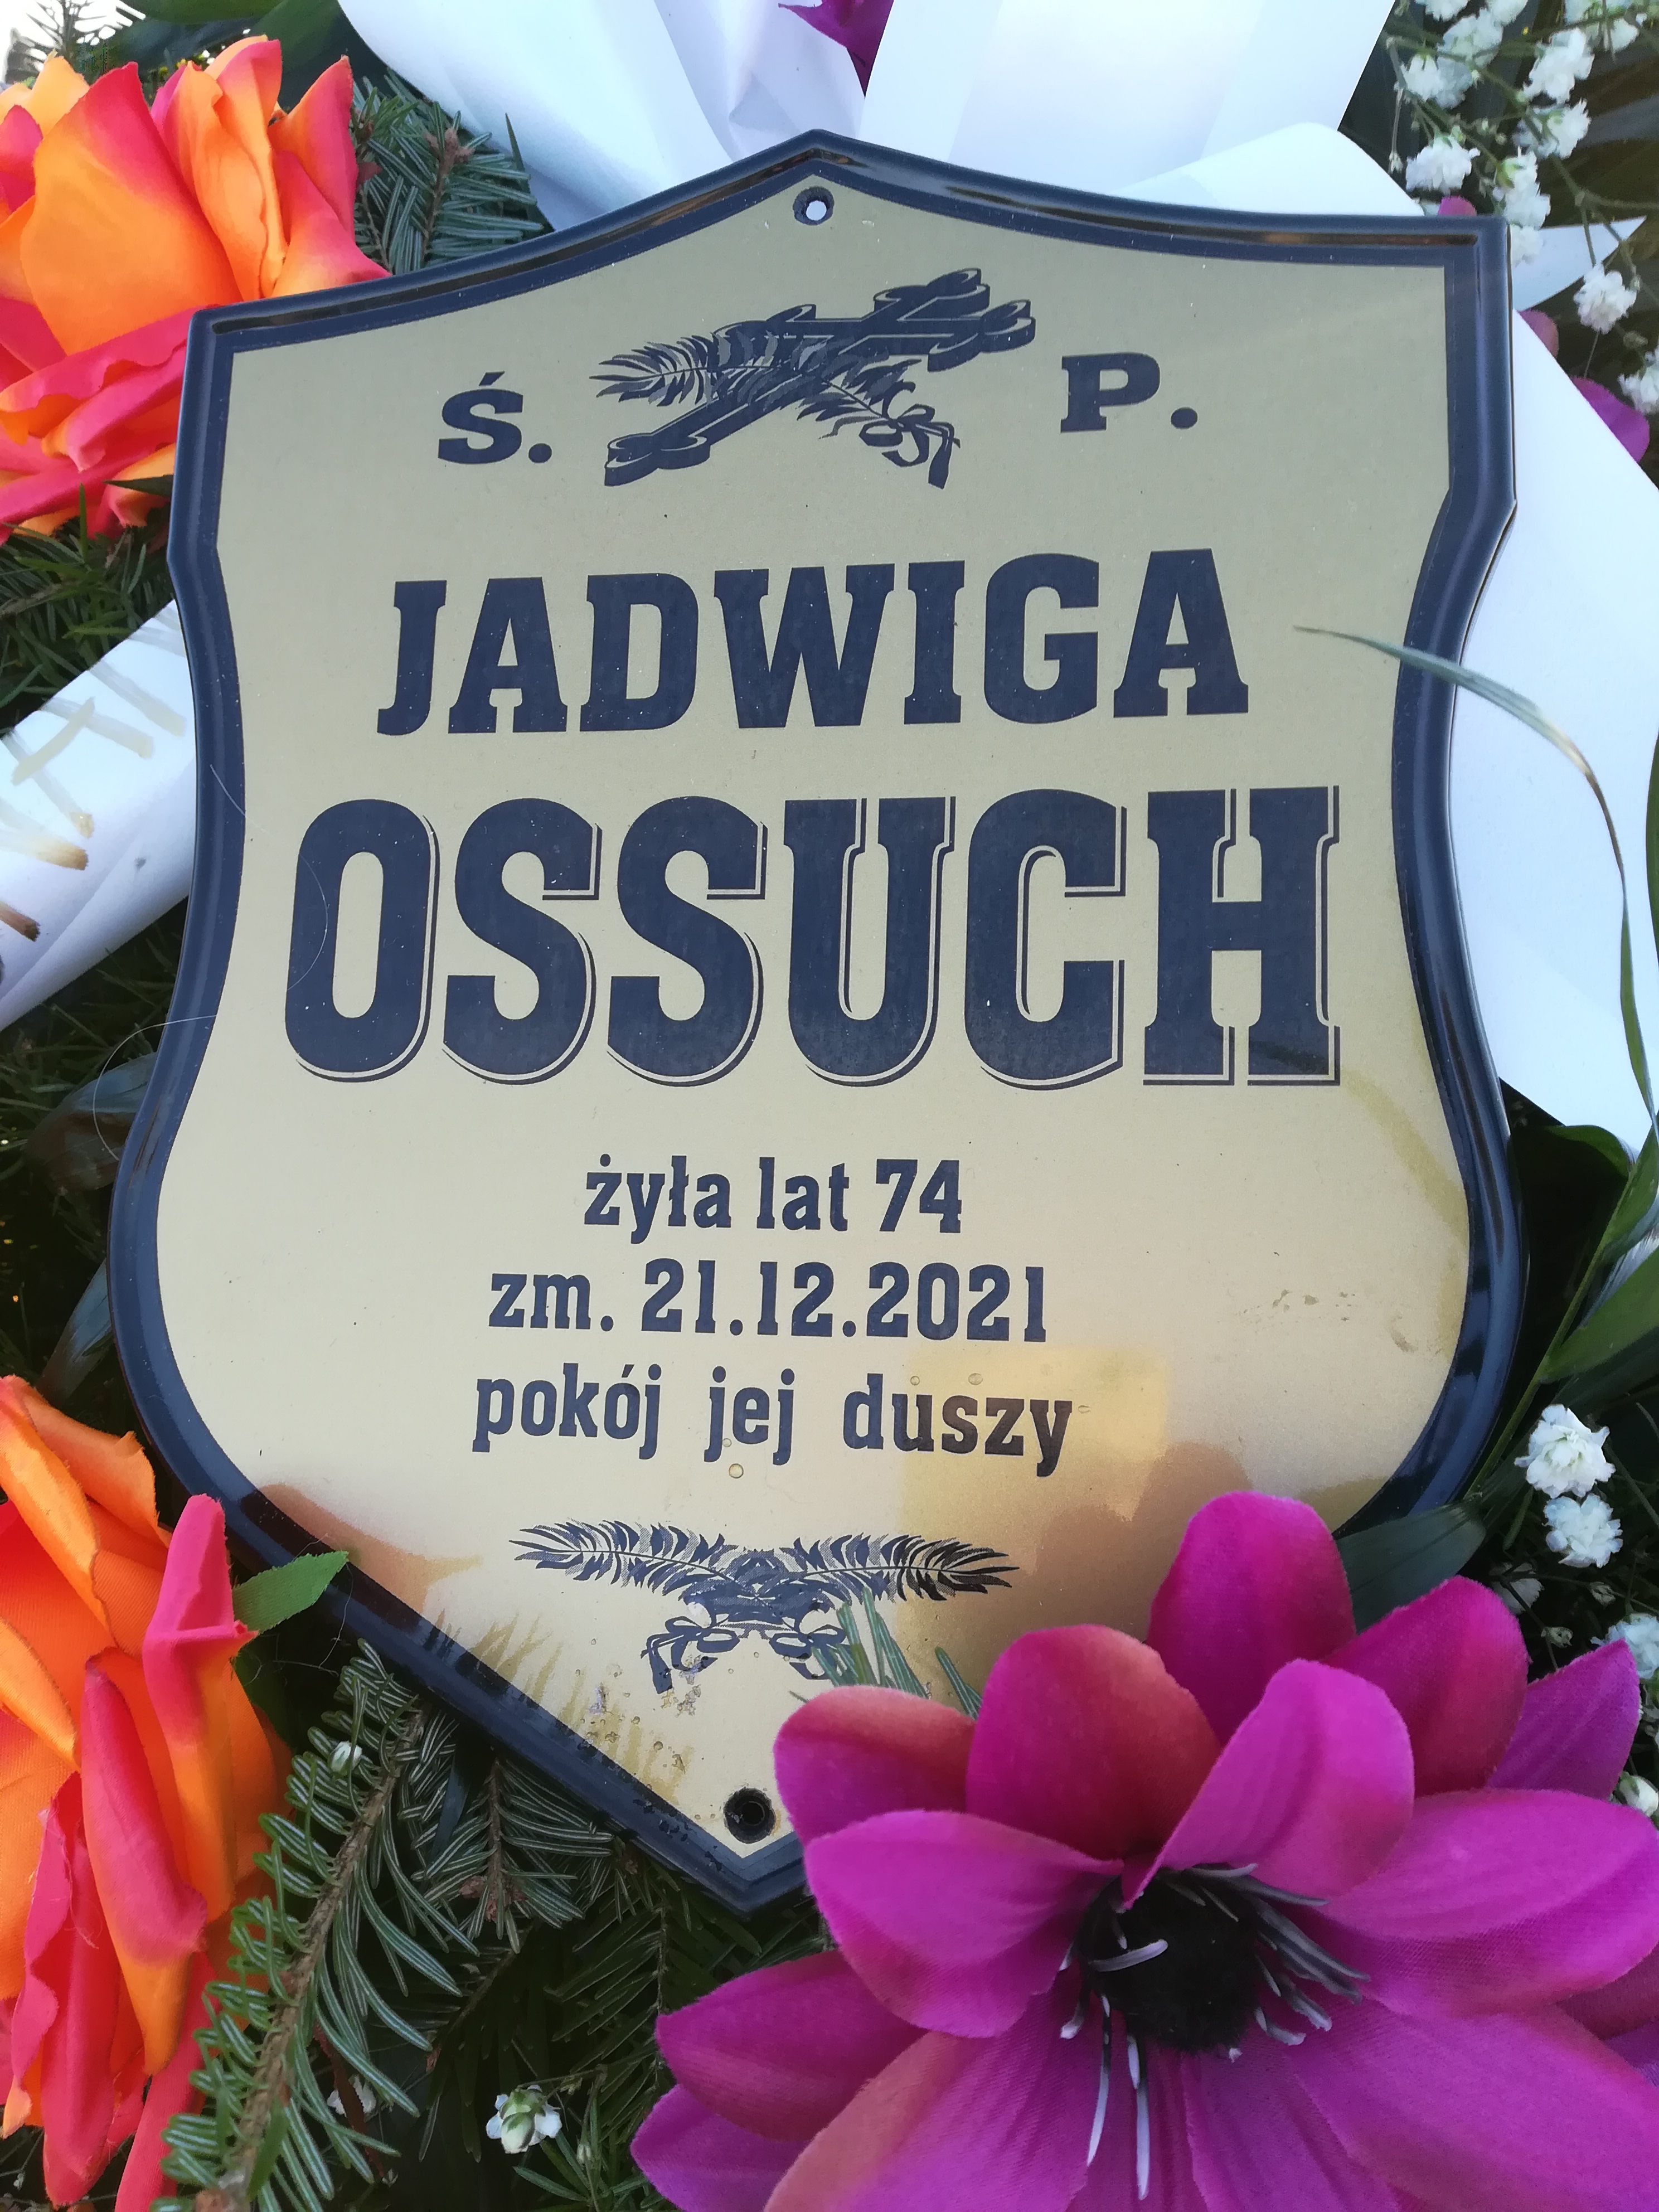 Ś. P.
JADWIGA
OSSUCH
żyła lat 74
zm. 21.12.2021
pokój jej duszy